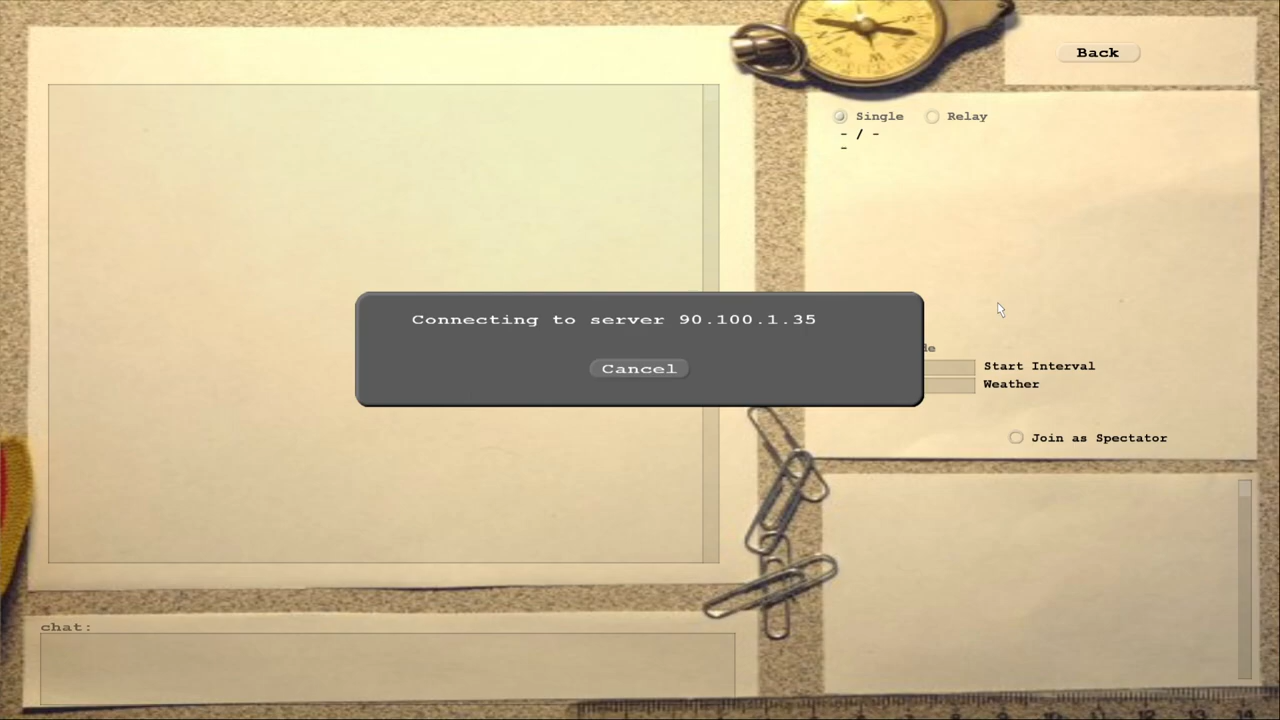 Back
Single Relay
- / -
-
Connecting to server 90.100.1.35
Cancel
Start Interval
Weather
Join as Spectator
chat: